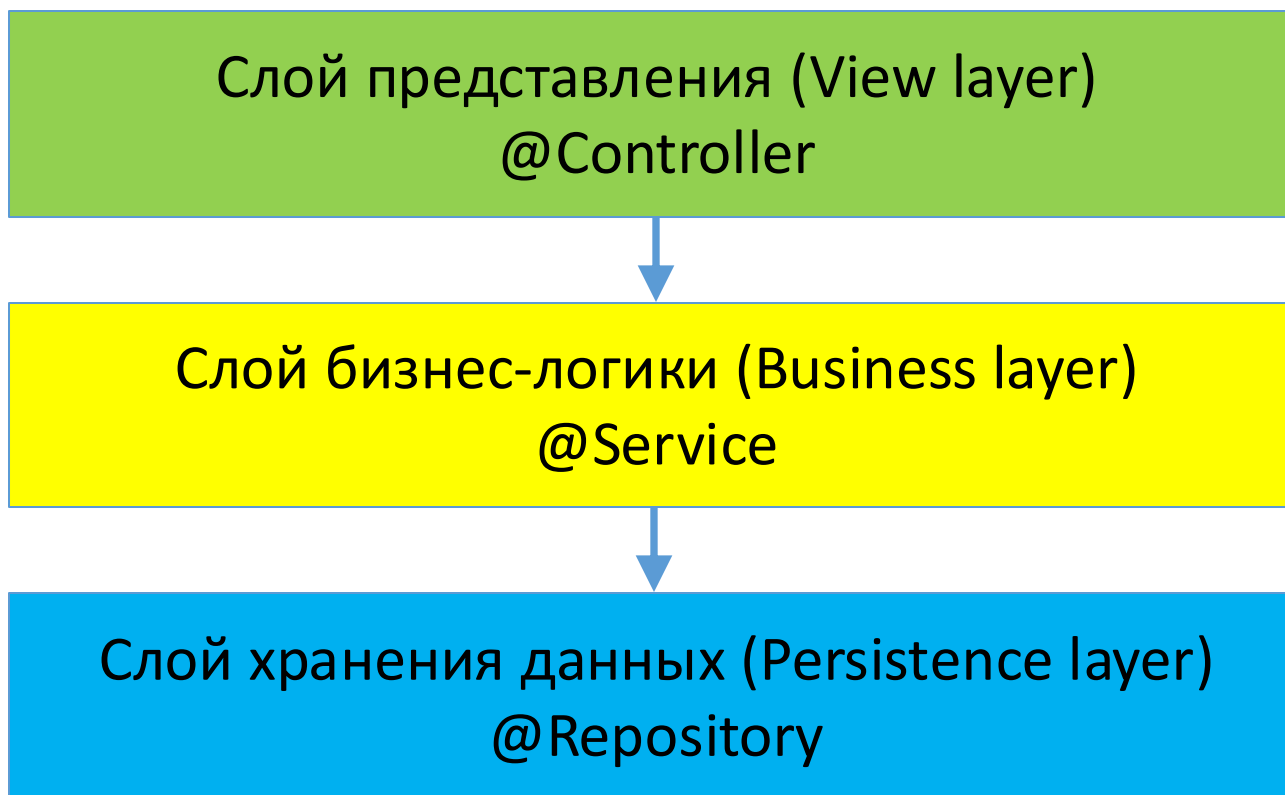 Слой представления (View layer)
@Controller
Слой бизнес-логики (Business layer)
@Service
Слой хранения данных (Persistence layer)
@Repository